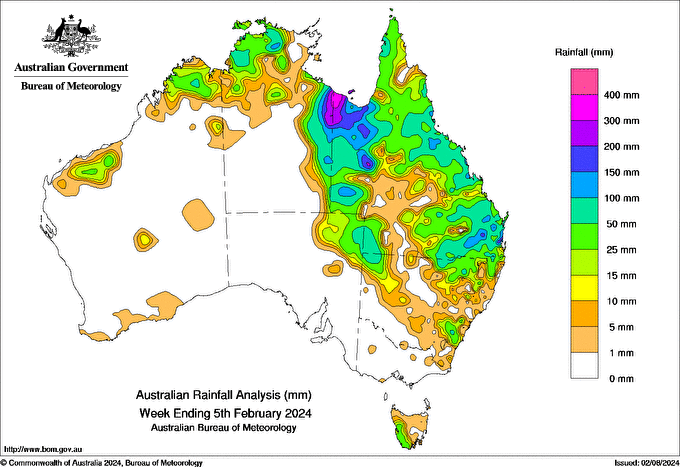 Australian Government
Bureau of Meteorology
Rainfall (mm)
400 mm
300 mm
200 mm
150 mm
100 mm
50 mm
25 mm
15 mm
10 mm
5 mm
1 mm
0 mm
Australian Rainfall Analysis (mm)
Week Ending 5th February 2024
Australian Bureau of Meteorology
http://www.bom.gov.au
© Commonwealth of Australia 2024, Bureau of Meteorology
Issued: 02/08/2024